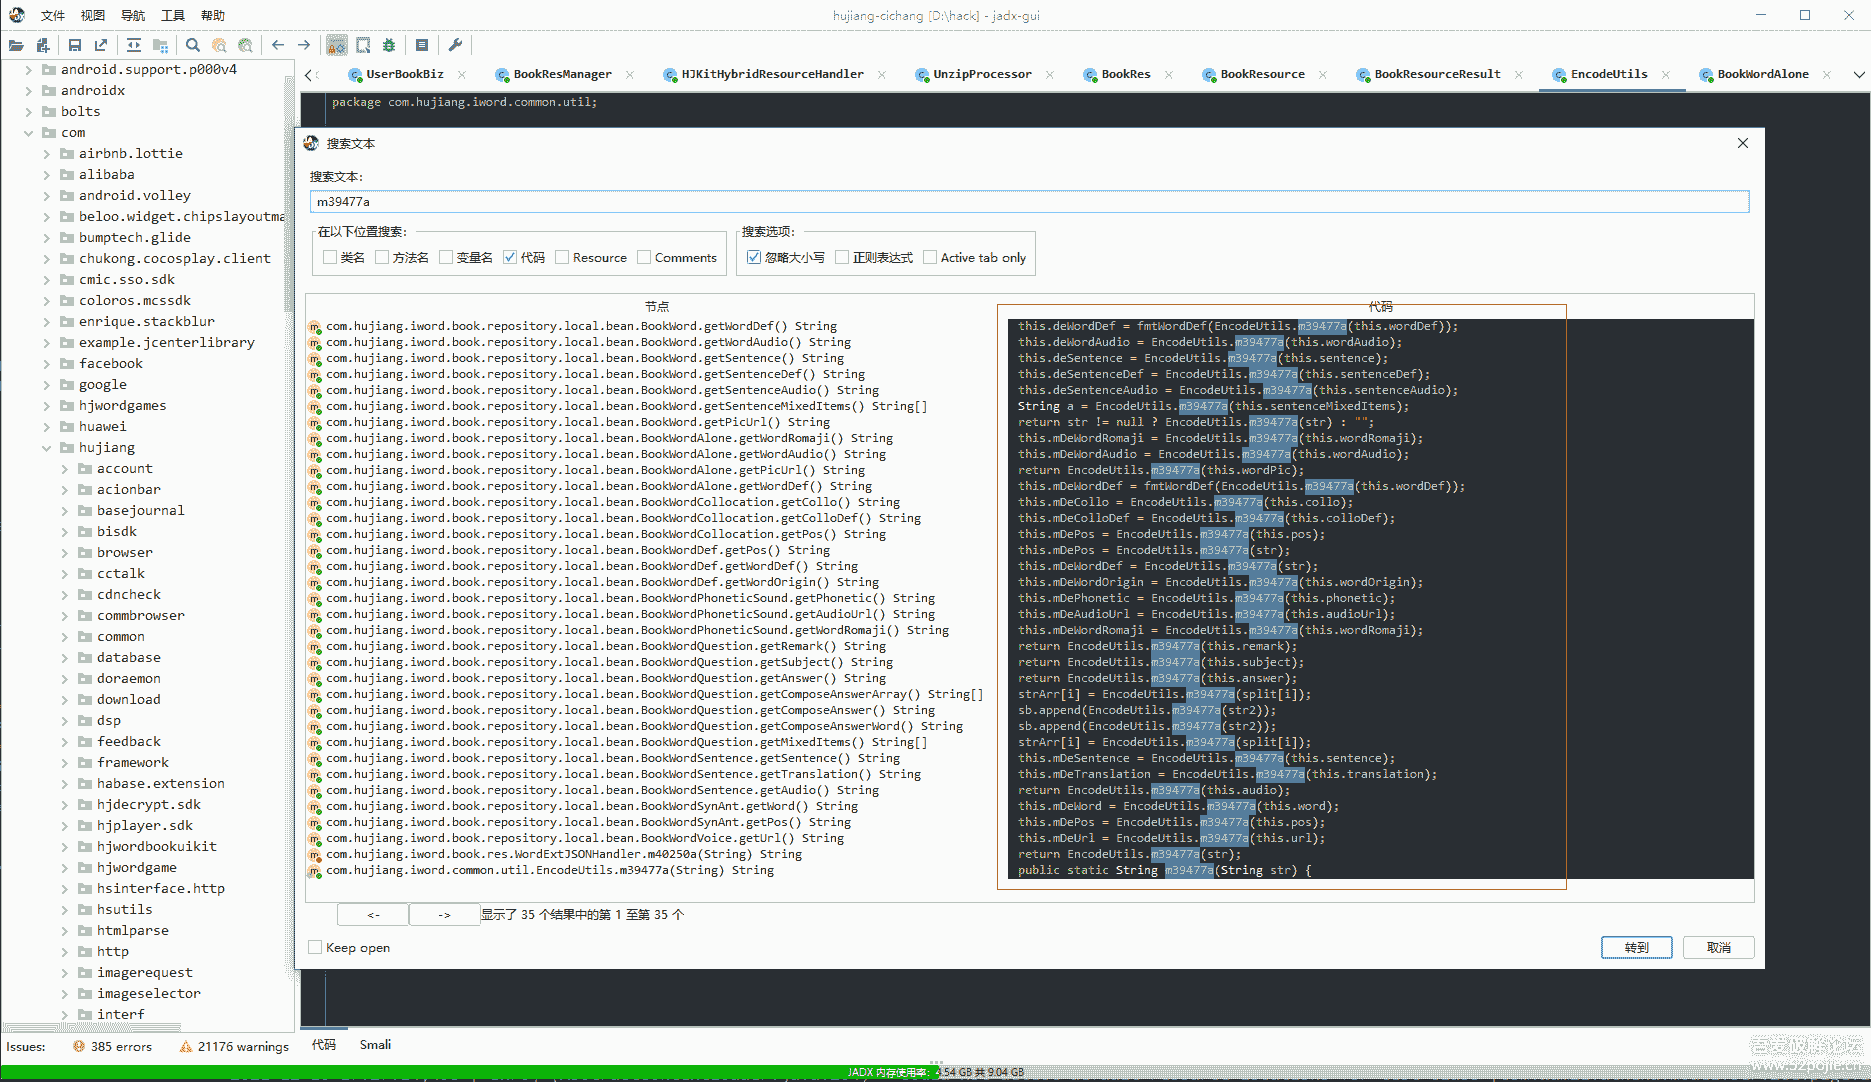 文件 视图 导航 工具 帮助
hujiang-cichang [D:\hack] - jadx-gui
android.support.p000v4
androidx
bolts
com
airbnb.lottie
alibaba
android.volley
beloo.widget.chipslayoutma
bumptech.glide
chukong.cocosplay.client
cmic.sso.sdk
coloros.mcssdk
enrique.stackblur
example.jcenterlibrary
facebook
google
hjwordgames
huawei
hujiang
account
acionbar
basejournal
bisdk
browser
cctalk
cdncheck
commbrowser
common
database
doraemon
download
dsp
feedback
framework
habase.extension
hjdecrypt.sdk
hjplayer.sdk
hjwordbookuikit
hjwordgame
hsinterface.http
hsutils
htmlparse
http
imagerequest
imageselector
interf
UserBookBiz BookResManager HJKitHybridResourceHandler UnzipProcessor BookRes BookResource BookResourceResult EncodeUtils BookWordAlone
package com.hujiang.iword.common.util;
搜索文本
搜索文本:
m39477a
在以下位置搜索:
类名 方法名 变量名 代码 Resource Comments
搜索选项:
忽略大小写 正则表达式 Active tab only
节点 代码
com.hujiang.iword.book.repository.local.bean.BookWord.getWordDef() String this.deWordDef = fmtWordDef(EncodeUtils.m39477a(this.wordDef));
com.hujiang.iword.book.repository.local.bean.BookWord.getWordAudio() String this.deWordAudio = EncodeUtils.m39477a(this.wordAudio);
com.hujiang.iword.book.repository.local.bean.BookWord.getSentence() String this.deSentence = EncodeUtils.m39477a(this.sentence);
com.hujiang.iword.book.repository.local.bean.BookWord.getSentenceDef() String this.deSentenceDef = EncodeUtils.m39477a(this.sentenceDef);
com.hujiang.iword.book.repository.local.bean.BookWord.getSentenceAudio() String this.deSentenceAudio = EncodeUtils.m39477a(this.sentenceAudio);
com.hujiang.iword.book.repository.local.bean.BookWord.getSentenceMixedItems() String[] String a = EncodeUtils.m39477a(this.sentenceMixedItems);
com.hujiang.iword.book.repository.local.bean.BookWord.getPicUrl() String return str != null ? EncodeUtils.m39477a(str) : "";
com.hujiang.iword.book.repository.local.bean.BookWordAlone.getWordRomaji() String this.mDeWordRomaji = EncodeUtils.m39477a(this.wordRomaji);
com.hujiang.iword.book.repository.local.bean.BookWordAlone.getWordAudio() String this.mDeWordAudio = EncodeUtils.m39477a(this.wordAudio);
com.hujiang.iword.book.repository.local.bean.BookWordAlone.getPicUrl() String return EncodeUtils.m39477a(this.wordPic);
com.hujiang.iword.book.repository.local.bean.BookWordAlone.getWordDef() String this.mDeWordDef = fmtWordDef(EncodeUtils.m39477a(this.wordDef));
com.hujiang.iword.book.repository.local.bean.BookWordCollocation.getCollo() String this.mDeCollo = EncodeUtils.m39477a(this.collo);
com.hujiang.iword.book.repository.local.bean.BookWordCollocation.getColloDef() String this.mDeColloDef = EncodeUtils.m39477a(this.colloDef);
com.hujiang.iword.book.repository.local.bean.BookWordCollocation.getPos() String this.mDePos = EncodeUtils.m39477a(this.pos);
com.hujiang.iword.book.repository.local.bean.BookWordDef.getPos() String this.mDePos = EncodeUtils.m39477a(str);
com.hujiang.iword.book.repository.local.bean.BookWordDef.getWordDef() String this.mDeWordDef = EncodeUtils.m39477a(str);
com.hujiang.iword.book.repository.local.bean.BookWordDef.getWordOrigin() String this.mDeWordOrigin = EncodeUtils.m39477a(this.wordOrigin);
com.hujiang.iword.book.repository.local.bean.BookWordPhoneticSound.getPhonetic() String this.mDePhonetic = EncodeUtils.m39477a(this.phonetic);
com.hujiang.iword.book.repository.local.bean.BookWordPhoneticSound.getAudioUrl() String this.mDeAudioUrl = EncodeUtils.m39477a(this.audioUrl);
com.hujiang.iword.book.repository.local.bean.BookWordPhoneticSound.getWordRomaji() String this.mDeWordRomaji = EncodeUtils.m39477a(this.wordRomaji);
com.hujiang.iword.book.repository.local.bean.BookWordQuestion.getRemark() String return EncodeUtils.m39477a(this.remark);
com.hujiang.iword.book.repository.local.bean.BookWordQuestion.getSubject() String return EncodeUtils.m39477a(this.subject);
com.hujiang.iword.book.repository.local.bean.BookWordQuestion.getAnswer() String return EncodeUtils.m39477a(this.answer);
com.hujiang.iword.book.repository.local.bean.BookWordQuestion.getComposeAnswerArray() String[] strArr[i] = EncodeUtils.m39477a(split[i]);
com.hujiang.iword.book.repository.local.bean.BookWordQuestion.getComposeAnswer() String sb.append(EncodeUtils.m39477a(str2));
com.hujiang.iword.book.repository.local.bean.BookWordQuestion.getComposeAnswerWord() String sb.append(EncodeUtils.m39477a(str2));
com.hujiang.iword.book.repository.local.bean.BookWordQuestion.getMixedItems() String[] strArr[i] = EncodeUtils.m39477a(split[i]);
com.hujiang.iword.book.repository.local.bean.BookWordSentence.getSentence() String this.mDeSentence = EncodeUtils.m39477a(this.sentence);
com.hujiang.iword.book.repository.local.bean.BookWordSentence.getTranslation() String this.mDeTranslation = EncodeUtils.m39477a(this.translation);
com.hujiang.iword.book.repository.local.bean.BookWordSentence.getAudio() String return EncodeUtils.m39477a(this.audio);
com.hujiang.iword.book.repository.local.bean.BookWordSynAnt.getWord() String this.mDeWord = EncodeUtils.m39477a(this.word);
com.hujiang.iword.book.repository.local.bean.BookWordSynAnt.getPos() String this.mDePos = EncodeUtils.m39477a(this.pos);
com.hujiang.iword.book.repository.local.bean.BookWordVoice.getUrl() String this.mDeUrl = EncodeUtils.m39477a(this.url);
com.hujiang.iword.book.res.WordExtJSONHandler.m40250a(String) String return EncodeUtils.m39477a(str);
com.hujiang.iword.common.util.EncodeUtils.m39477a(String) String public static String m39477a(String str) {
<- -> 显示了 35 个结果中的第 1 至第 35 个
Keep open 转到 取消
Issues: 385 errors 21176 warnings 代码 Smali
JADX 内存使用率: 4.54 GB 共 9.04 GB
吾爱破解论坛
www.52pojie.cn